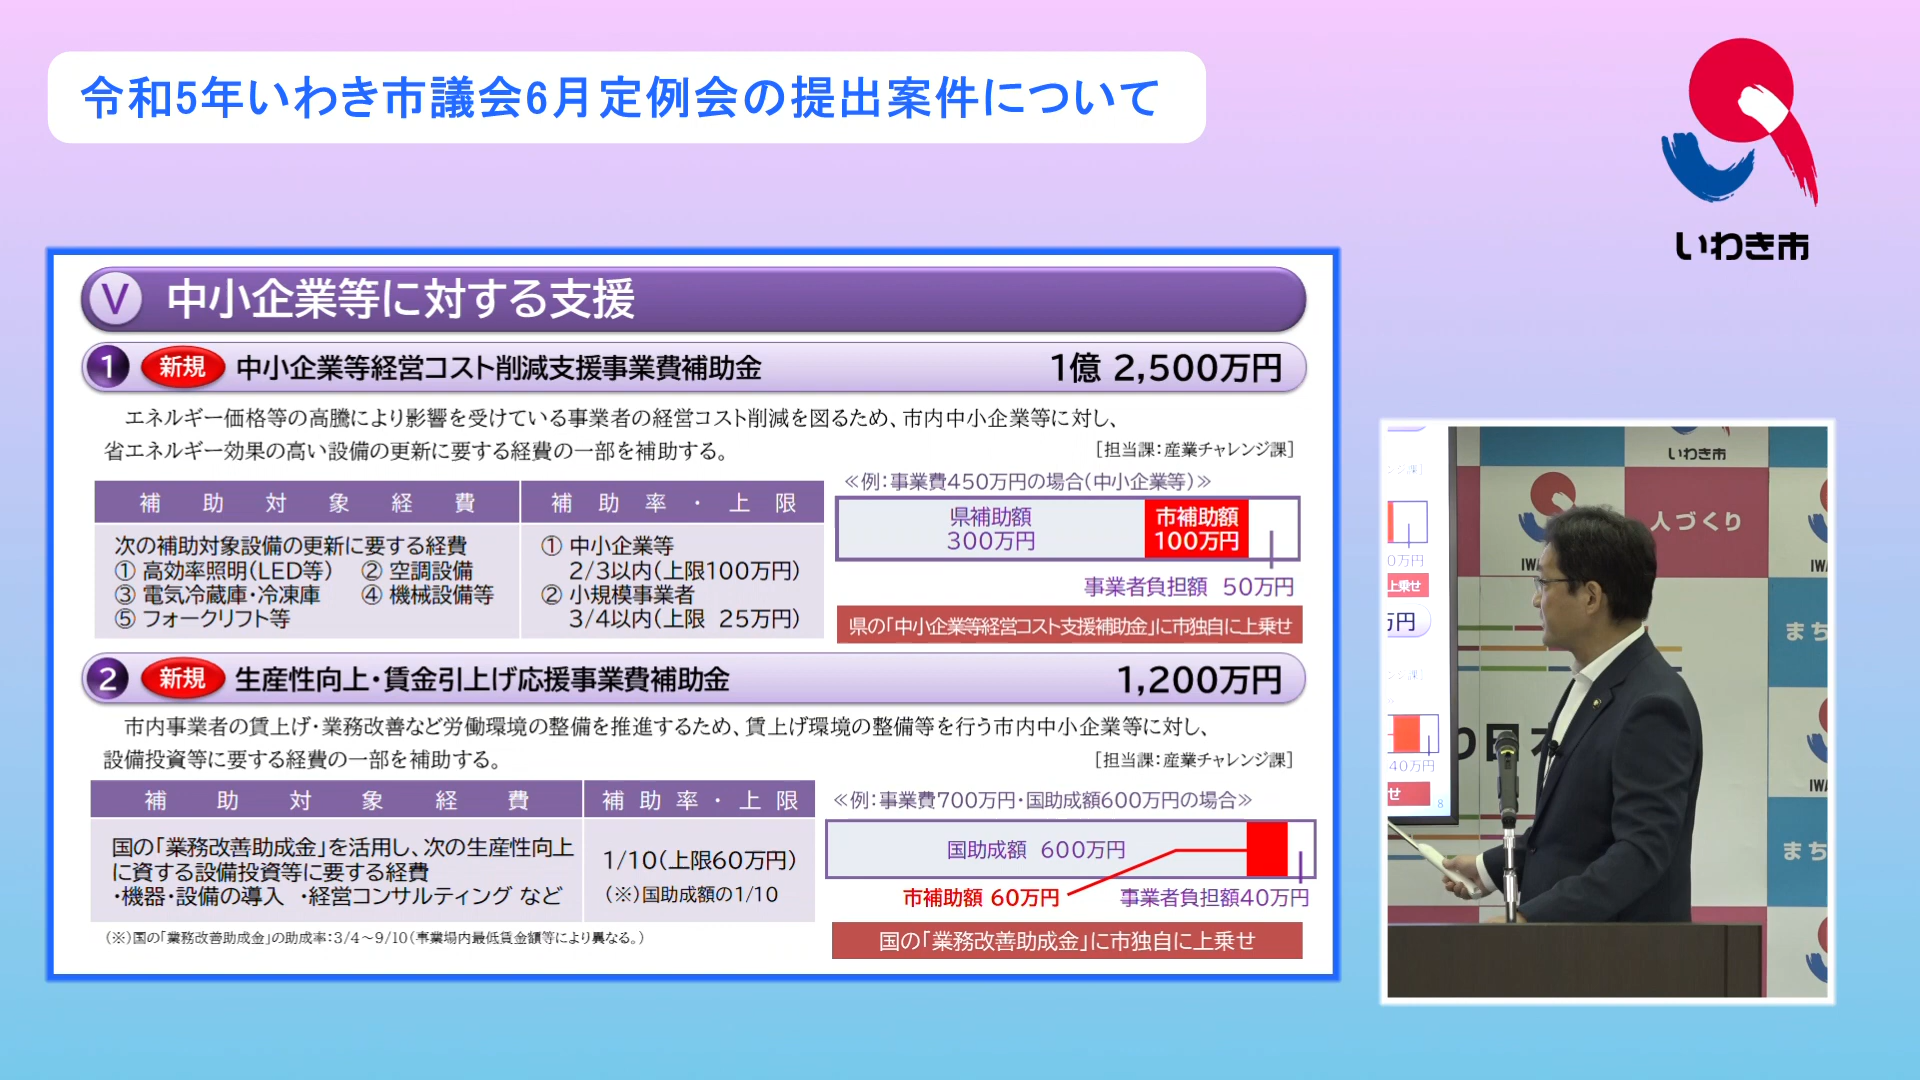 令和5年いわき市議会6月定例会の提出案件について
いわき市
Ⅴ 中小企業等に対する支援
1 新規 中小企業等経営コスト削減支援事業費補助金 1億 2,500万円
エネルギー価格等の高騰により影響を受けている事業者の経営コスト削減を図るため、市内中小企業等に対し、
省エネルギー効果の高い設備の更新に要する経費の一部を補助する。 [担当課：産業チャレンジ課]
補助対象経費 補助率・上限
次の補助対象設備の更新に要する経費
① 高効率照明(LED等) ② 空調設備
③ 電気冷蔵庫・冷凍庫 ④ 機械設備等
⑤ フォークリフト等
① 中小企業等
2/3以内(上限100万円)
② 小規模事業者
3/4以内(上限 25万円)
≪例：事業費450万円の場合(中小企業等)≫
県補助額
300万円
市補助額
100万円
事業者負担額 50万円
県の「中小企業等経営コスト支援補助金」に市独自に上乗せ
2 新規 生産性向上・賃金引上げ応援事業費補助金 1,200万円
市内事業者の賃上げ・業務改善など労働環境の整備を推進するため、賃上げ環境の整備等を行う市内中小企業等に対し、
設備投資等に要する経費の一部を補助する。 [担当課：産業チャレンジ課]
補助対象経費 補助率・上限
国の「業務改善助成金」を活用し、次の生産性向上
に資する設備投資等に要する経費
・機器・設備の導入 ・経営コンサルティング など
1/10(上限60万円)
(※)国助成額の1/10
(※)国の「業務改善助成金」の助成率：3/4～9/10(事業場内最低賃金額等により異なる。)
≪例：事業費700万円・国助成額600万円の場合≫
国助成額 600万円
市補助額 60万円 事業者負担額40万円
国の「業務改善助成金」に市独自に上乗せ
ンジ課]
0万円
上乗せ
万円
ンジ課]
40万円
せ
8
いわき市
人づくり
IWA
IWA
まち
り日本
IWA
まち